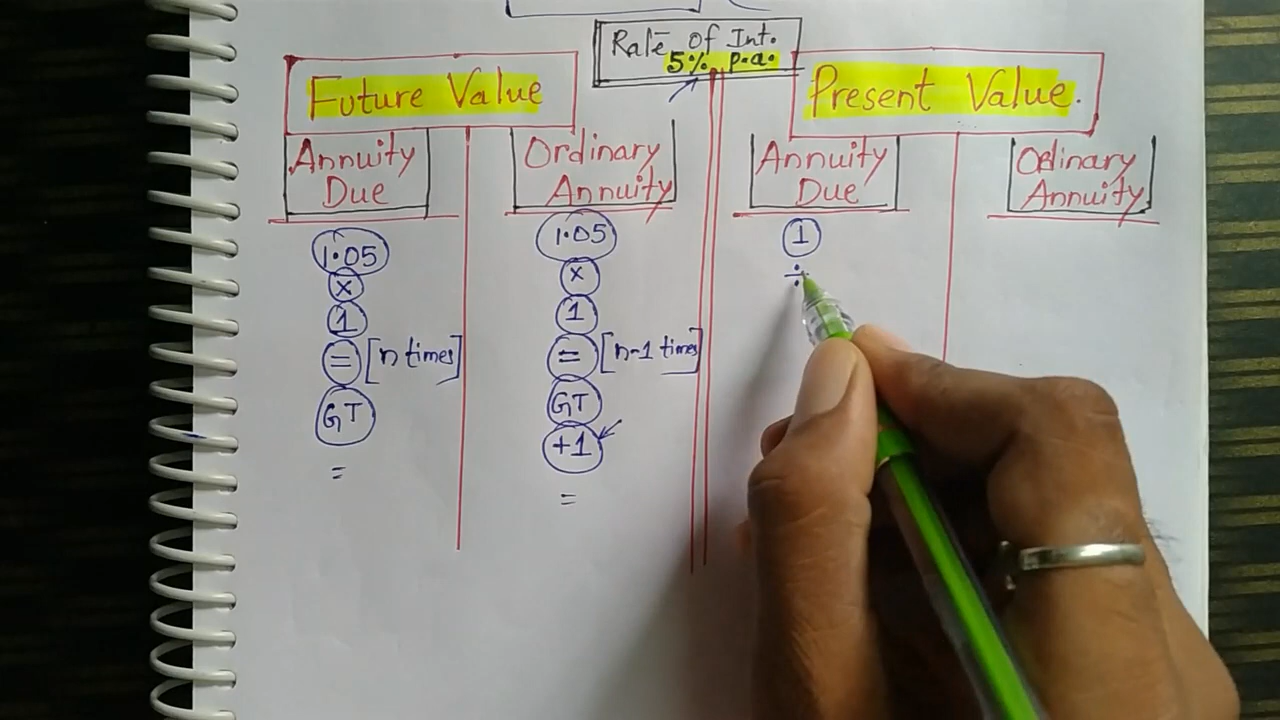 Rate of Int.
5% p.a.
Future Value
Present Value.
Annuity
Due
Ordinary
Annuity
Annuity
Due
Odinary
Annuity
1.05
x
1
= [n times]
GT
=
1.05
x
1
= [n-1 times]
GT
+1
=
1
÷